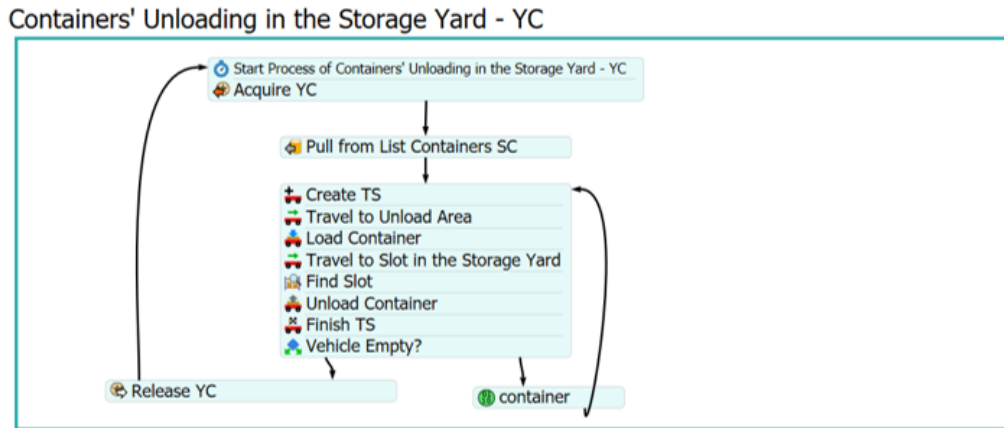 Containers' Unloading in the Storage Yard - YC
Start Process of Containers' Unloading in the Storage Yard - YC
Acquire YC
Pull from List Containers SC
Create TS
Travel to Unload Area
Load Container
Travel to Slot in the Storage Yard
Find Slot
Unload Container
Finish TS
Vehicle Empty?
Release YC
container